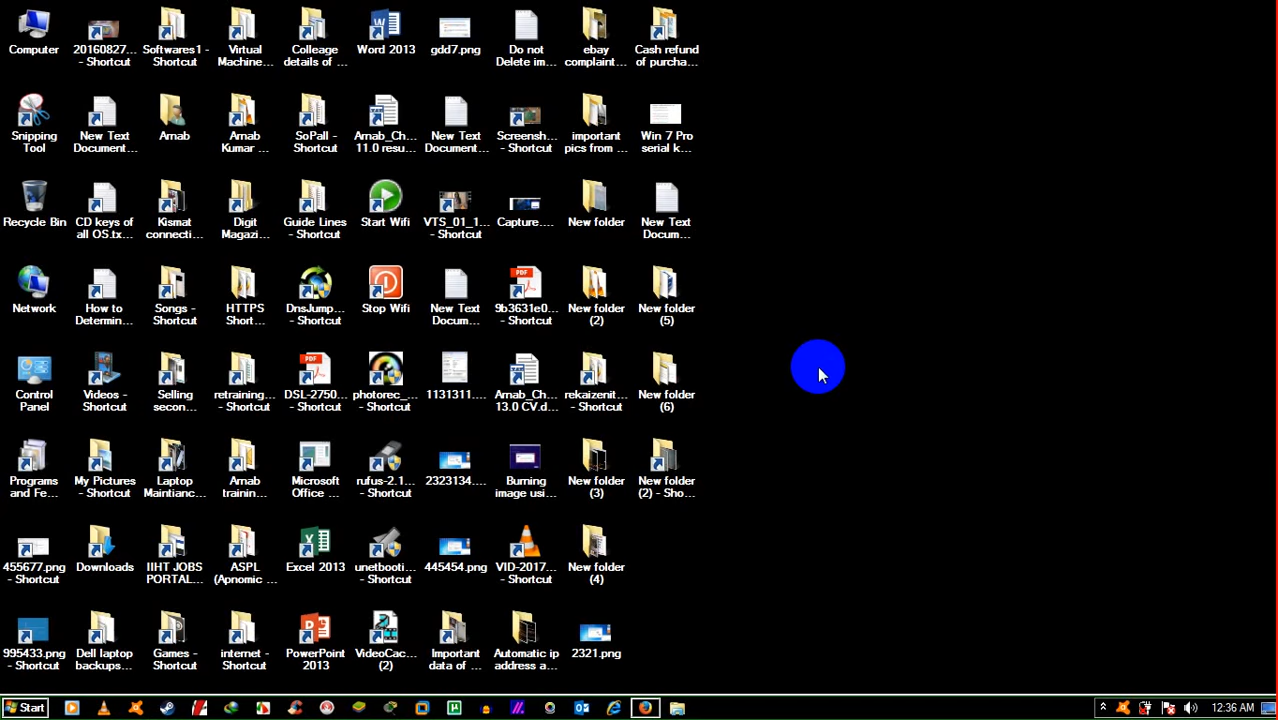 Computer
20160827...
- Shortcut
Softwares1 -
Shortcut
Virtual
Machine...
Colleage
details of ...
Word 2013
gdd7.png
Do not
Delete im...
ebay
complaint...
Cash refund
of purcha...
Snipping
Tool
New Text
Document...
Arnab
Arnab
Kumar ...
SoPall -
Shortcut
Arnab_Ch...
11.0 resu...
New Text
Document...
Screensh...
- Shortcut
important
pics from ...
Win 7 Pro
serial k...
Recycle Bin
CD keys of
all OS.tx...
Kismat
connecti...
Digit
Magazi...
Guide Lines
- Shortcut
Start Wifi
VTS_01_1...
- Shortcut
Capture....
New folder
New Text
Docum...
Network
How to
Determin...
Songs -
Shortcut
HTTPS
Short...
DnsJump...
- Shortcut
Stop Wifi
New Text
Docum...
PDF
9b3631e0...
- Shortcut
New folder
(2)
New folder
(5)
Control
Panel
Videos -
Shortcut
Selling
secon...
retraining...
- Shortcut
PDF
DSL-2750...
- Shortcut
photorec_...
- Shortcut
1131311....
Arnab_Ch...
13.0 CV.d...
rekaizenit...
- Shortcut
New folder
(6)
Programs
and Fe...
My Pictures
- Shortcut
Laptop
Maintianc...
Arnab
trainin...
Microsoft
Office ...
rufus-2.1...
- Shortcut
2323134....
Burning
image usi...
New folder
(3)
New folder
(2) - Sho...
455677.png
- Shortcut
Downloads
IIHT JOBS
PORTAL...
ASPL
(Apnomic ...
Excel 2013
unetbooti...
- Shortcut
445454.png
VID-2017...
- Shortcut
New folder
(4)
995433.png
- Shortcut
Dell laptop
backups...
Games -
Shortcut
internet -
Shortcut
PowerPoint
2013
VideoCac...
(2)
Important
data of ...
Automatic ip
address a...
2321.png
Start
12:36 AM